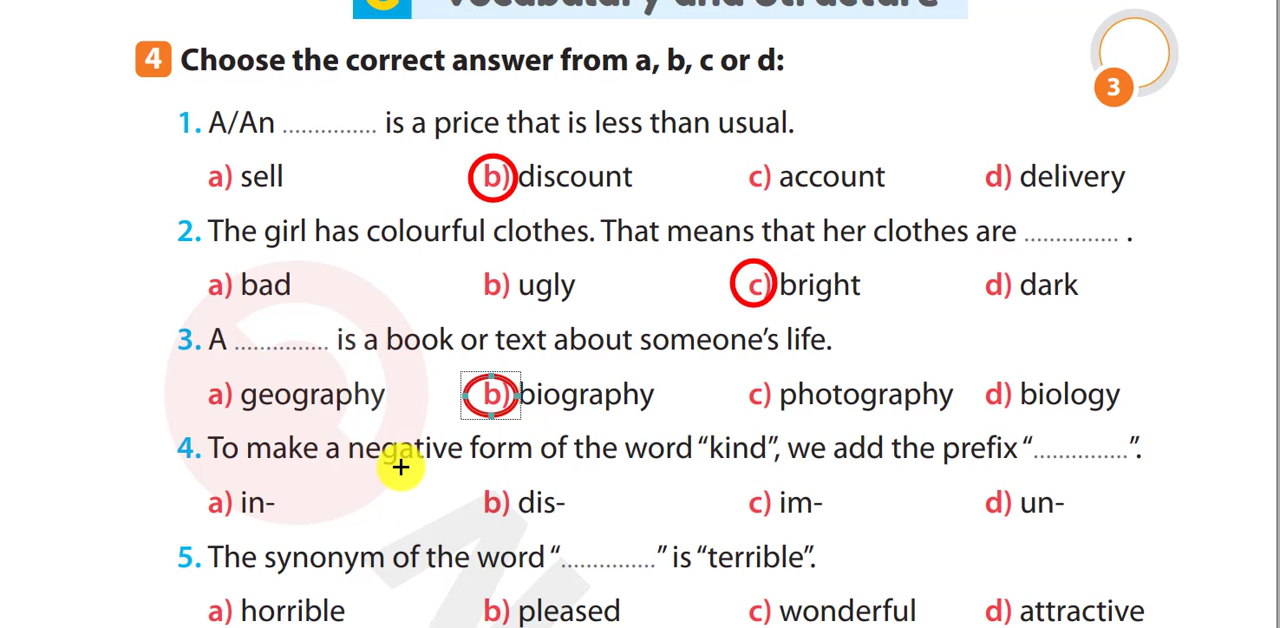 Vocabulary and Structure
4 Choose the correct answer from a, b, c or d:
3
1. A/An ............... is a price that is less than usual.
a) sell b) discount c) account d) delivery
2. The girl has colourful clothes. That means that her clothes are ............... .
a) bad b) ugly c) bright d) dark
3. A ............... is a book or text about someone's life.
a) geography b) biography c) photography d) biology
4. To make a negative form of the word “kind”, we add the prefix “...............”.
a) in- b) dis- c) im- d) un-
5. The synonym of the word “...............” is “terrible”.
a) horrible b) pleased c) wonderful d) attractive